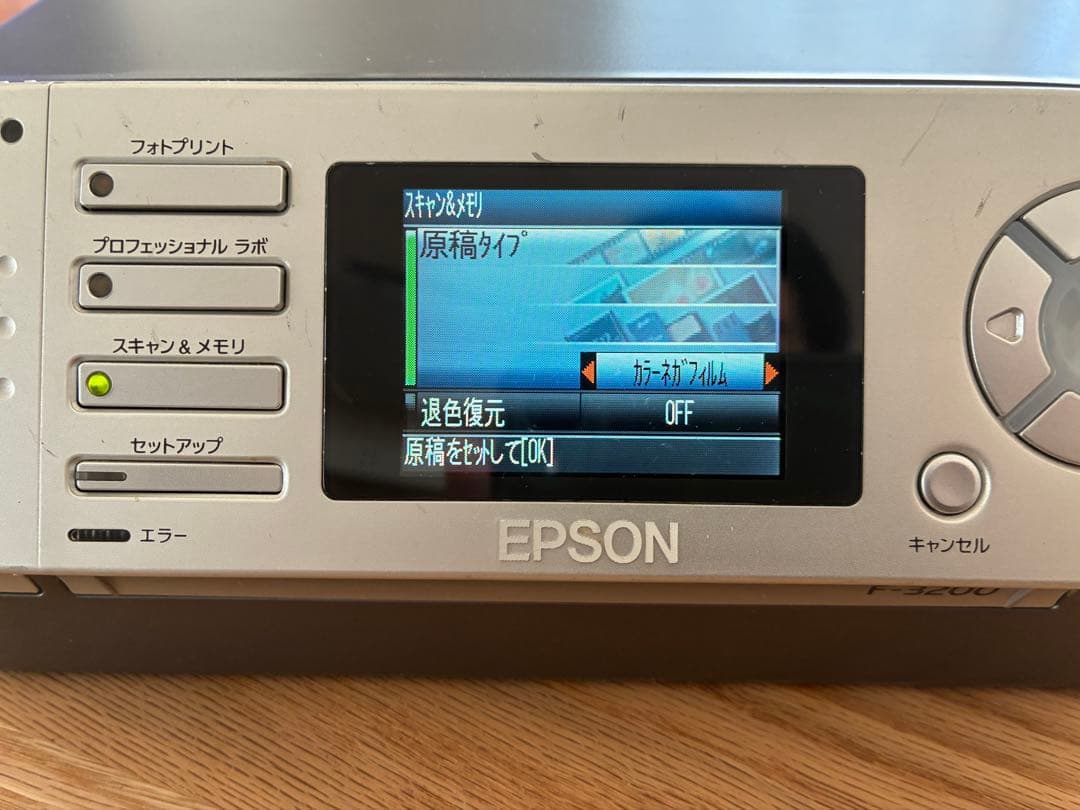 フォトプリント
プロフェッショナル ラボ
スキャン & メモリ
セットアップ
エラー
スキャン&メモリ
原稿タイプ
カラーネガフィルム
退色復元 OFF
原稿をセットして[OK]
EPSON
キャンセル
F-3200